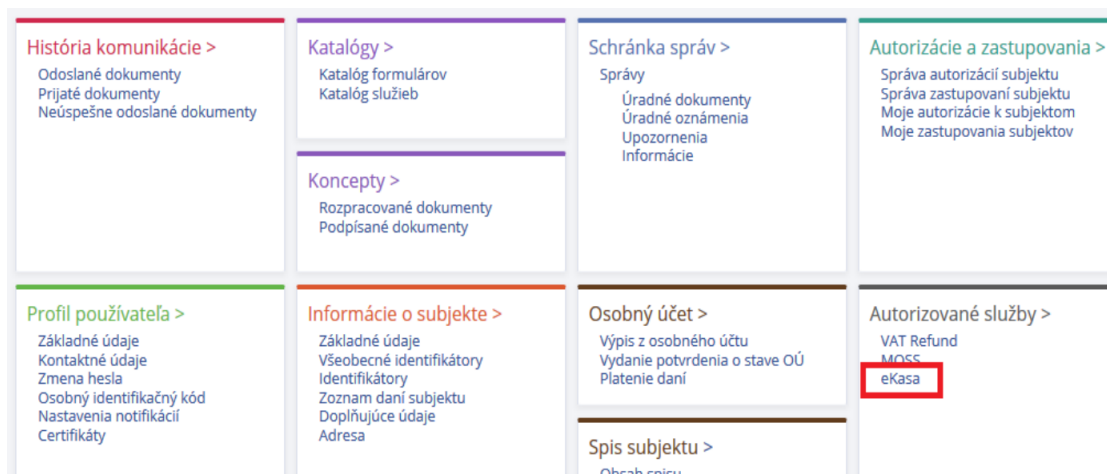 História komunikácie >
Odoslané dokumenty
Prijaté dokumenty
Neúspešne odoslané dokumenty
Katalógy >
Katalóg formulárov
Katalóg služieb
Koncepty >
Rozpracované dokumenty
Podpísané dokumenty
Schránka správ >
Správy
Úradné dokumenty
Úradné oznámenia
Upozornenia
Informácie
Autorizácie a zastupovania >
Správa autorizácií subjektu
Správa zastupovaní subjektu
Moje autorizácie k subjektom
Moje zastupovania subjektov
Profil používateľa >
Základné údaje
Kontaktné údaje
Zmena hesla
Osobný identifikačný kód
Nastavenia notifikácií
Certifikáty
Informácie o subjekte >
Základné údaje
Všeobecné identifikátory
Identifikátory
Zoznam daní subjektu
Doplňujúce údaje
Adresa
Osobný účet >
Výpis z osobného účtu
Vydanie potvrdenia o stave OÚ
Platenie daní
Spis subjektu >
Obsah spisu
Autorizované služby >
VAT Refund
MOSS
eKasa